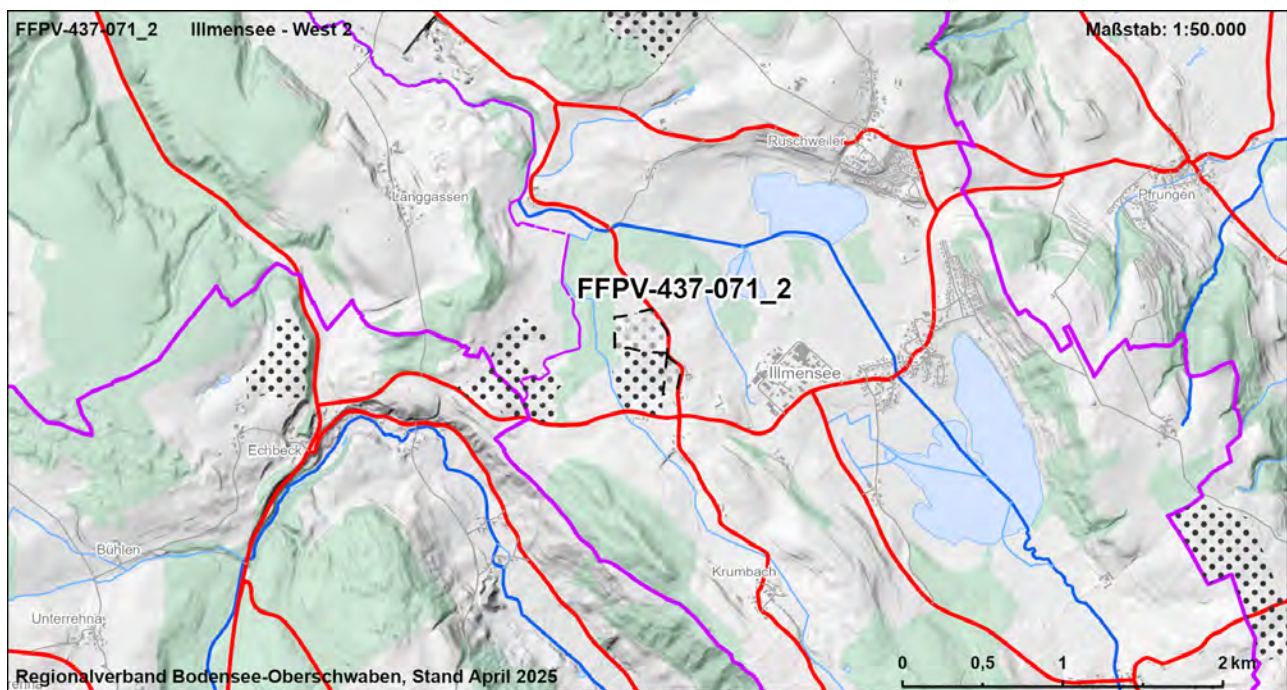 FFPV-437-071_2 Illmensee - West 2
Maßstab: 1:50.000
Ruschweiler
Langgassen
Pfrungen
FFPV-437-071_2
Illmensee
Echbeck
Bühlen
Krumbach
Unterrehna
0 0,5 1 2 km
Regionalverband Bodensee-Oberschwaben, Stand April 2025